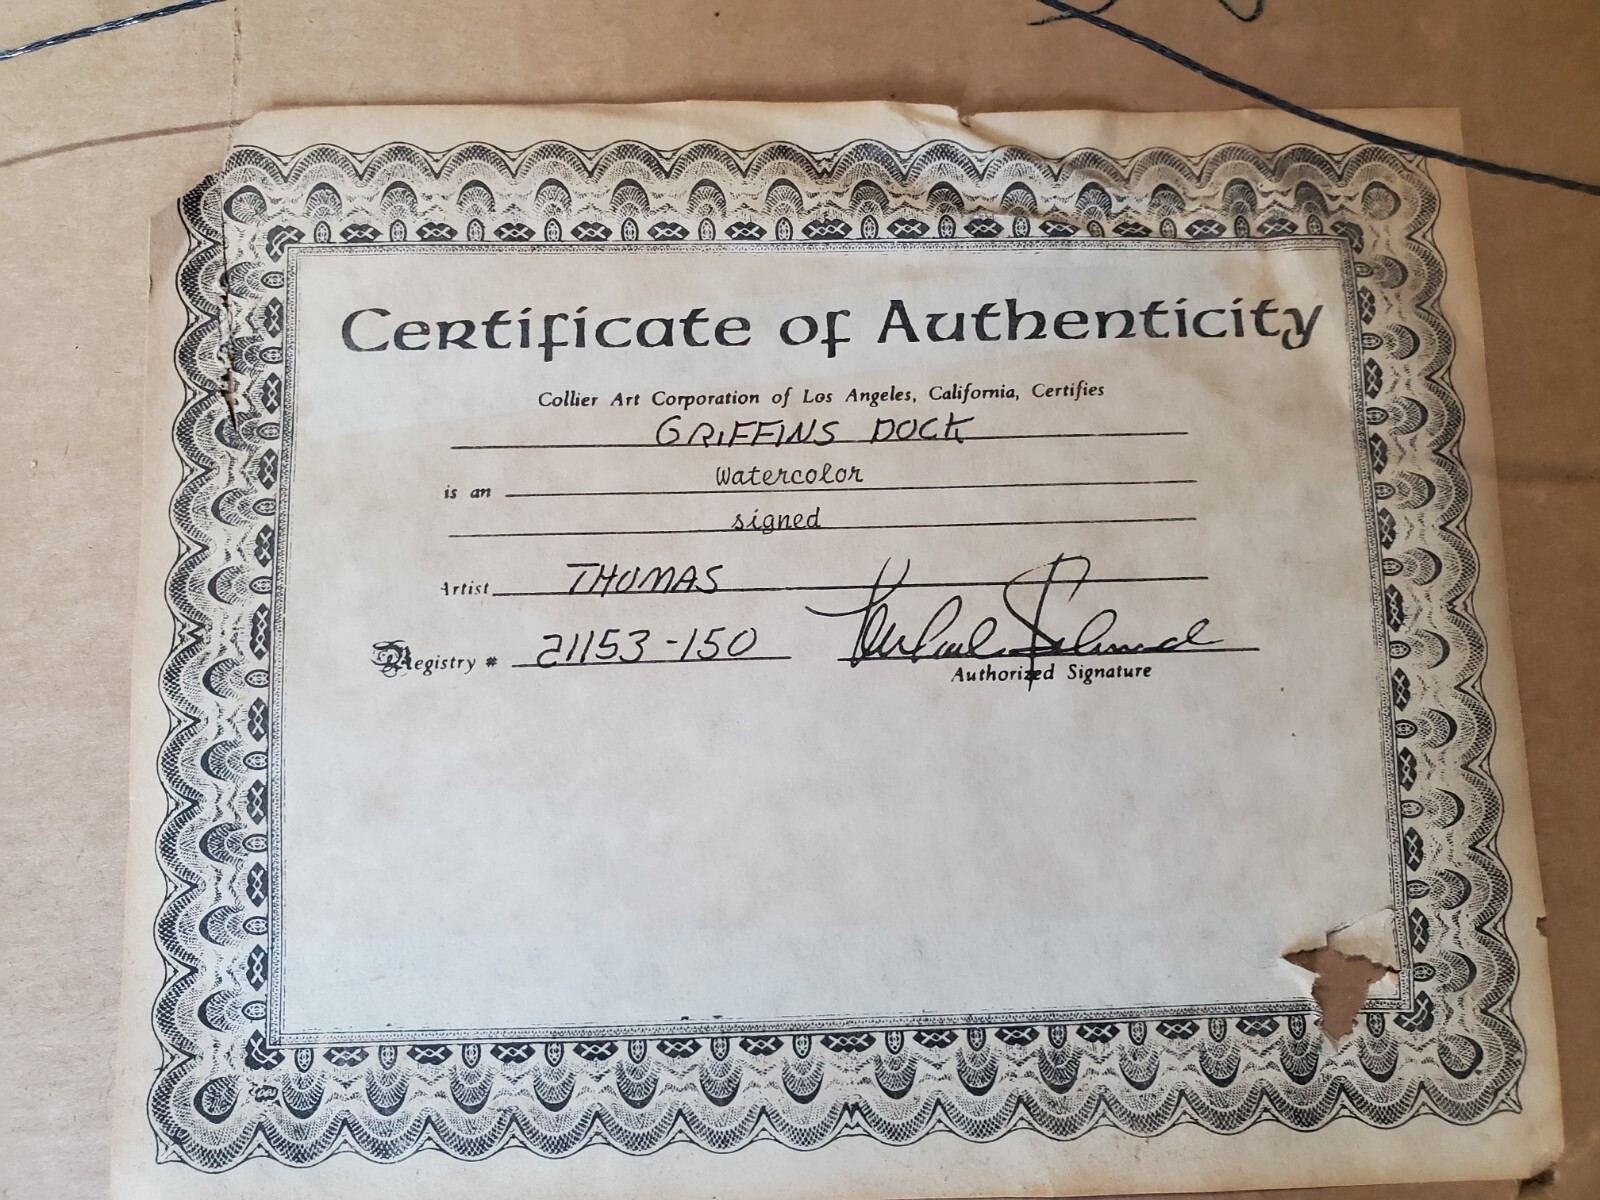 Certificate of Authenticity
Collier Art Corporation of Los Angeles, California, Certifies
GRIFFINS DOCK
is an watercolor
signed
Artist THOMAS
Registry # 21153-150
Authorized Signature